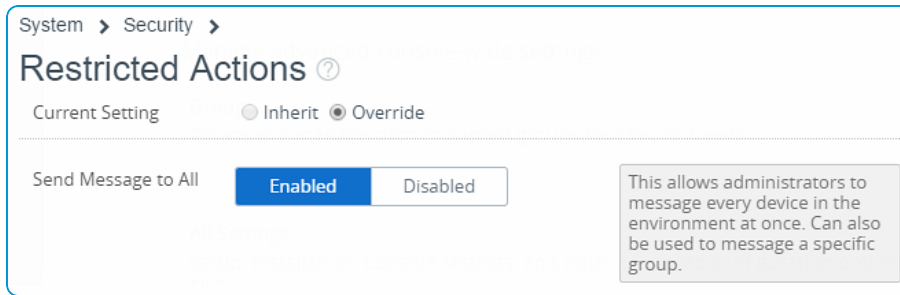 System > Security >
Restricted Actions ?
Current Setting Inherit Override
Send Message to All Enabled Disabled
This allows administrators to
message every device in the
environment at once. Can also
be used to message a specific
group.